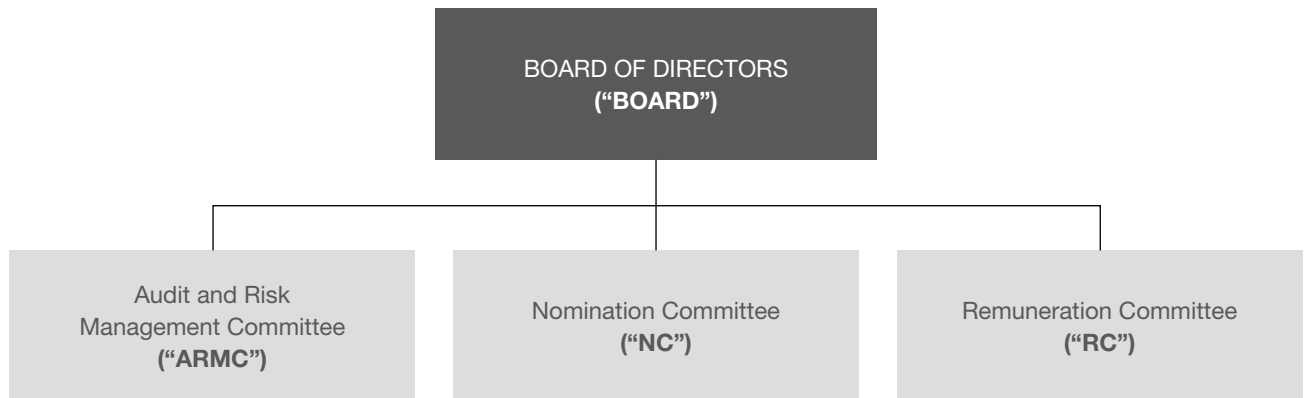 BOARD OF DIRECTORS
(“BOARD”)
Audit and Risk
Management Committee
(“ARMC”)
Nomination Committee
(“NC”)
Remuneration Committee
(“RC”)